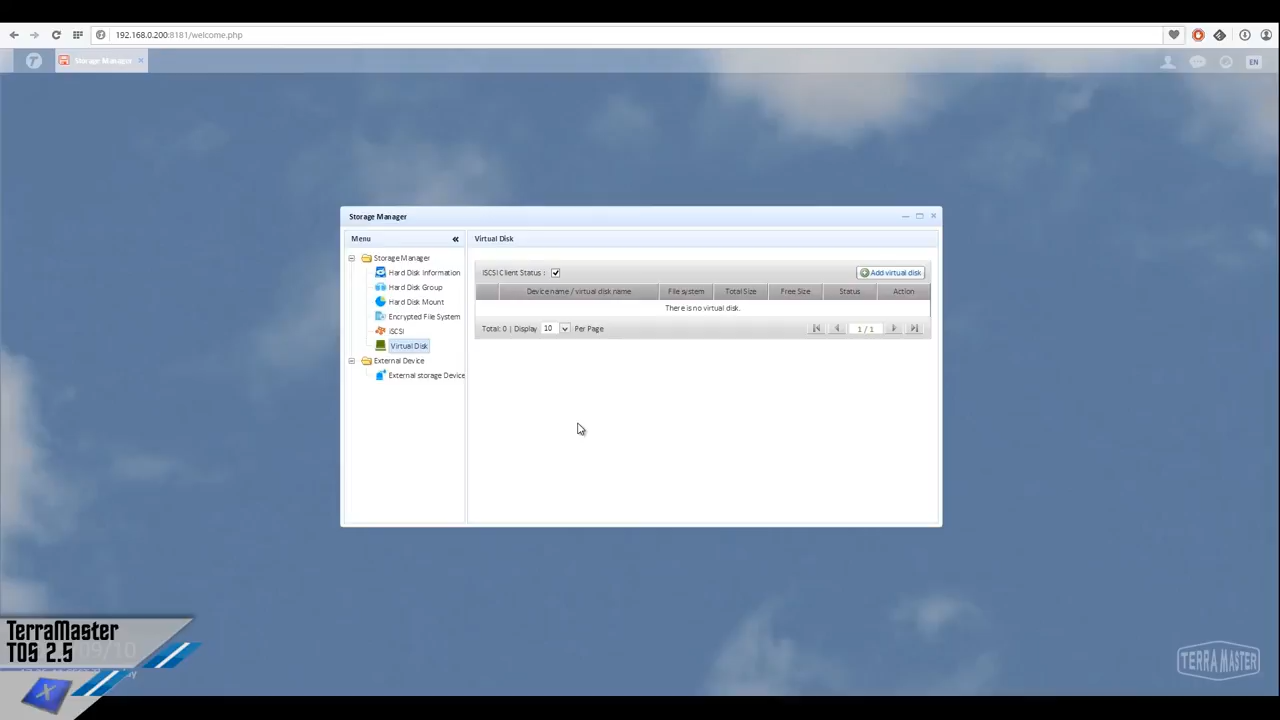 192.168.0.200:8181/welcome.php
Storage Manager
EN
Storage Manager
Menu
Virtual Disk
Storage Manager
Hard Disk Information
Hard Disk Group
Hard Disk Mount
Encrypted File System
iSCSI
Virtual Disk
External Device
External storage Device
ISCSI Client Status :
Add virtual disk
Device name / virtual disk name File system Total Size Free Size Status Action
There is no virtual disk.
Total: 0 | Display 10 Per Page 1 / 1
TerraMaster
TOS 2.5
09/10
X
TERRA MASTER